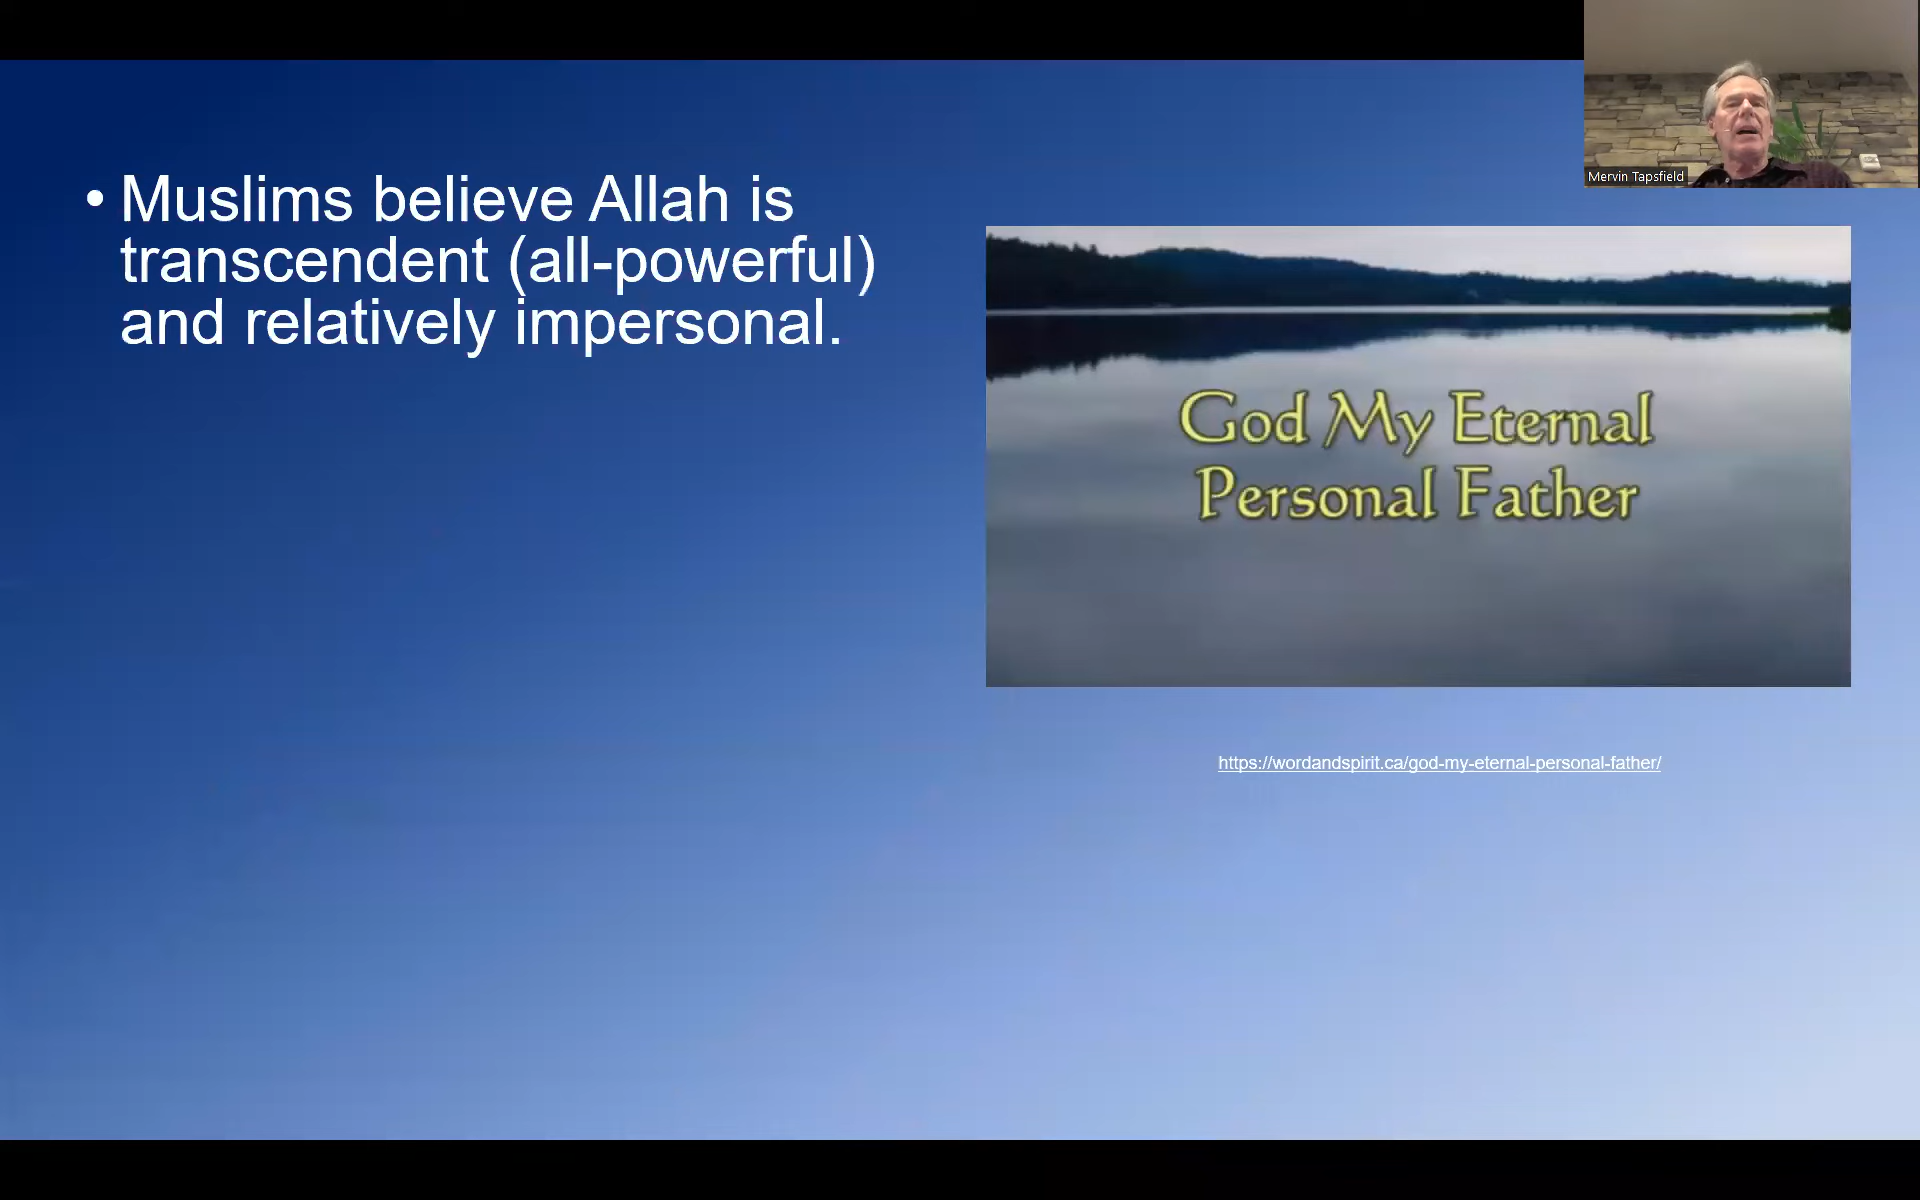 • Muslims believe Allah is
transcendent (all-powerful)
and relatively impersonal.
Mervin Tapsfield
God My Eternal
Personal Father
https://wordandspirit.ca/god-my-eternal-personal-father/